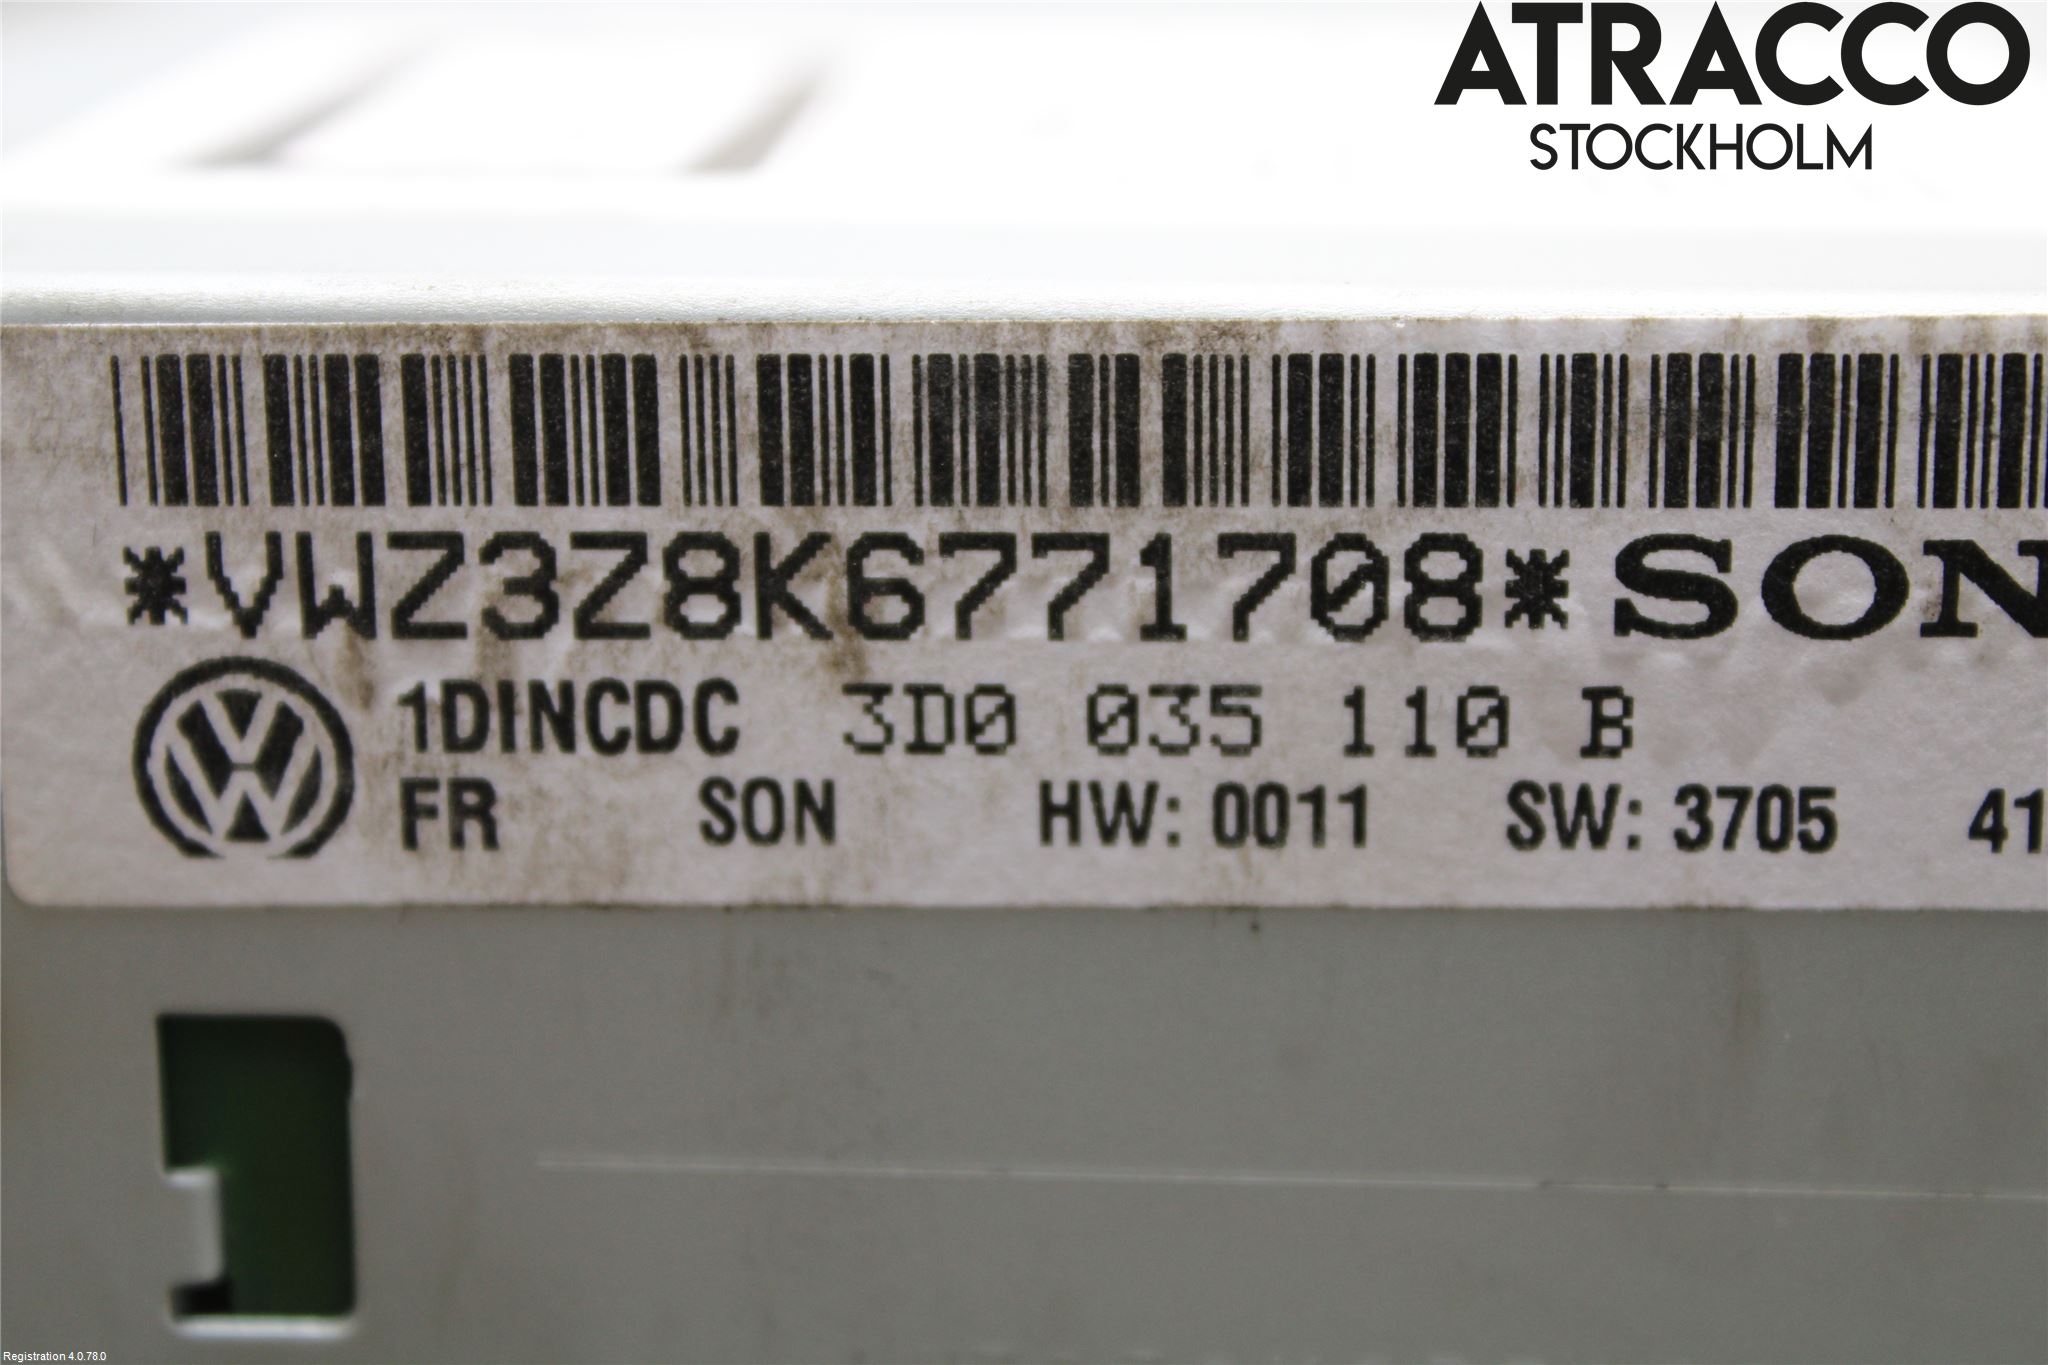 ATRACCO
STOCKHOLM
*VWZ3Z8K6771708* SON
1DINCDC 3D0 035 110 B
FR SON HW: 0011 SW: 3705 41
Registration 4.0.78.0